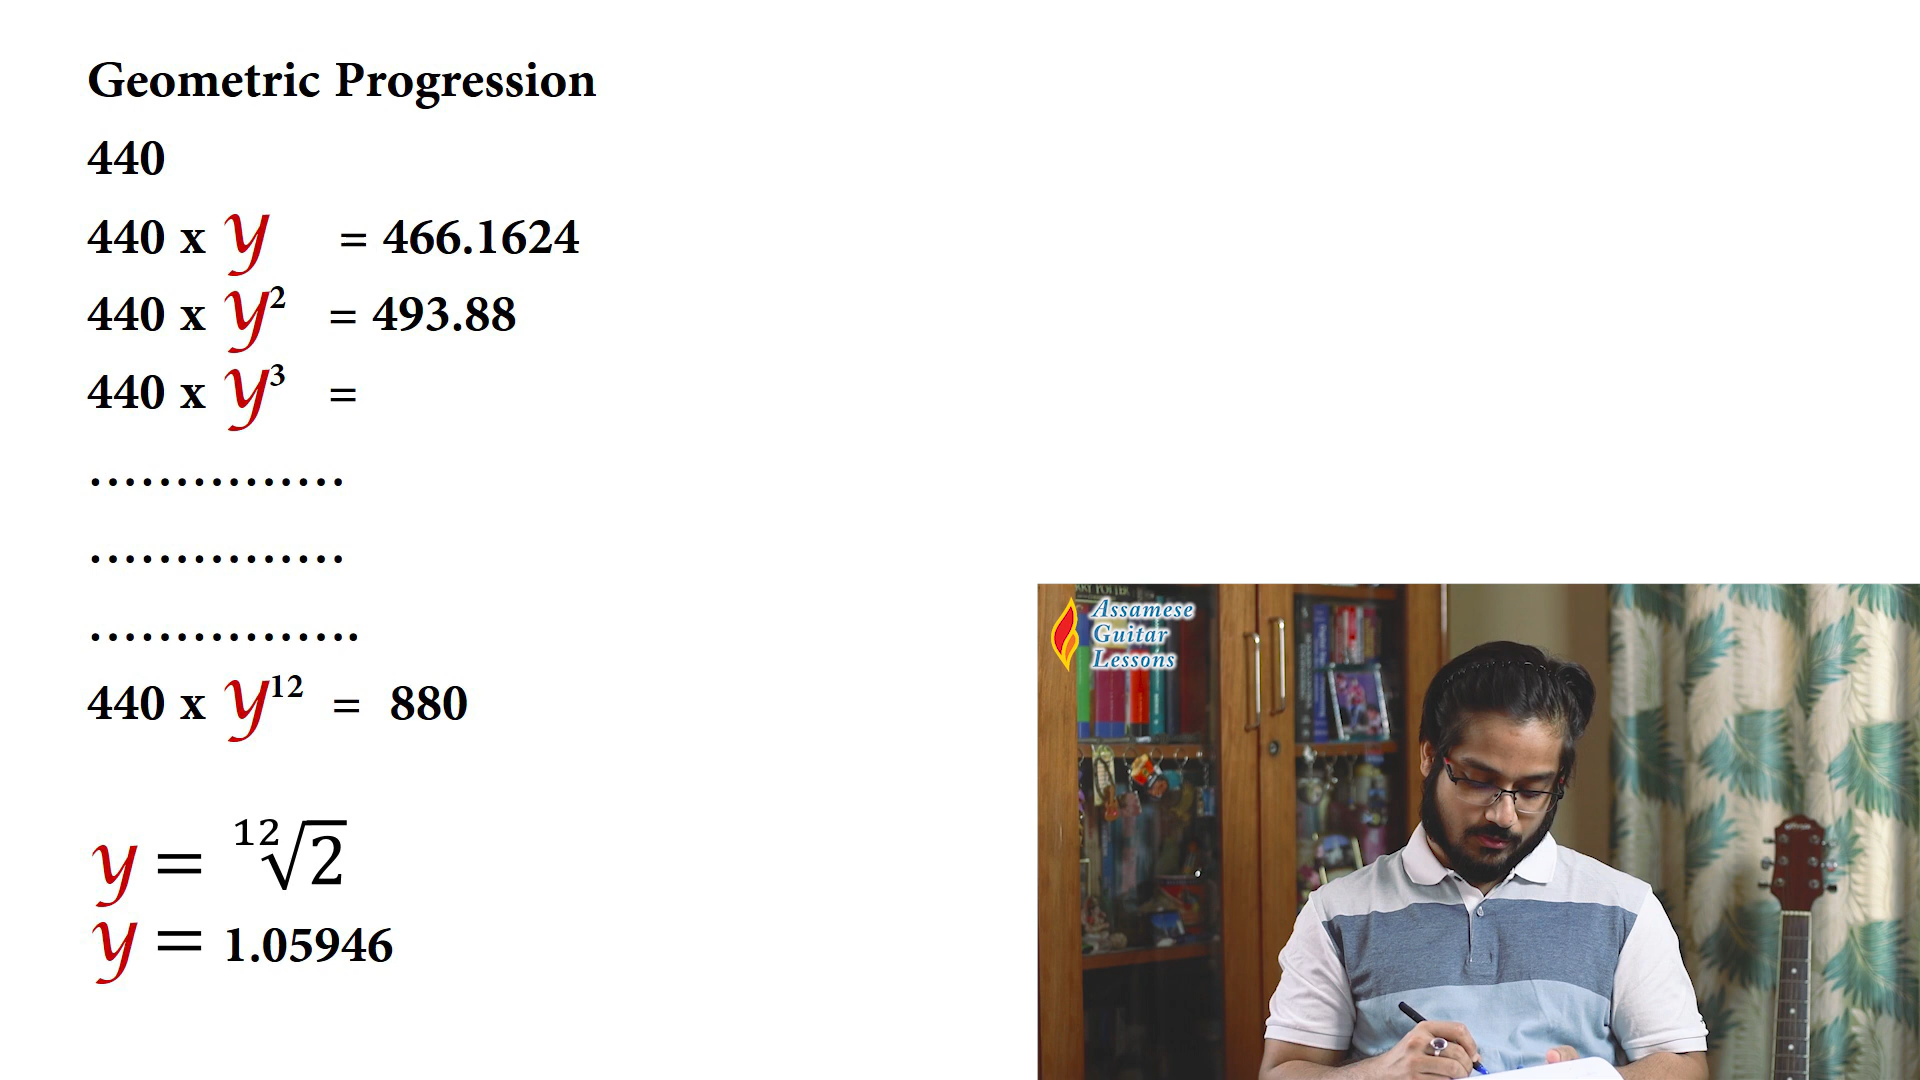 Geometric Progression
440
440 x y = 466.1624
440 x y² = 493.88
440 x y³ =
...............
...............
................
440 x y¹² = 880
y = ¹²√2
y = 1.05946
Assamese
Guitar
Lessons